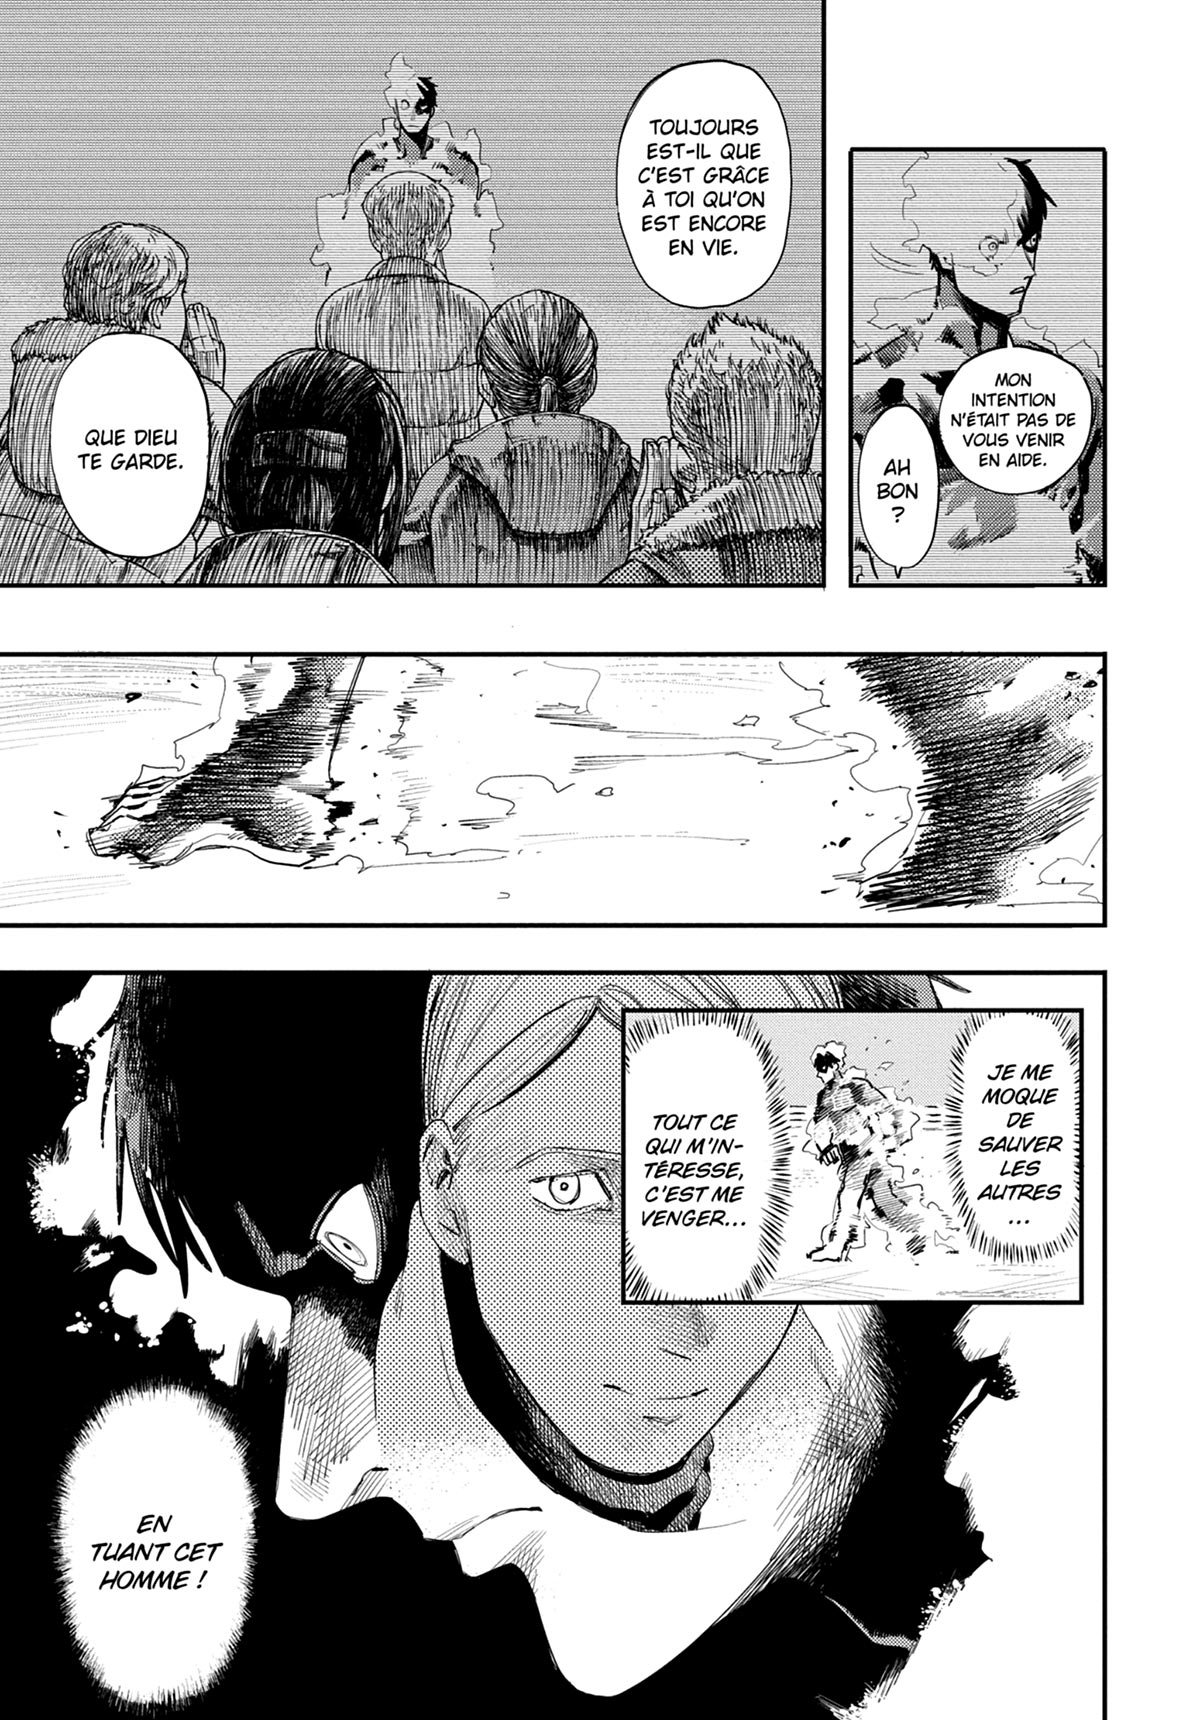 MON
INTENTION
N'ÉTAIT PAS DE
VOUS VENIR
EN AIDE.
AH
BON
?
TOUJOURS
EST-IL QUE
C'EST GRÂCE
À TOI QU'ON
EST ENCORE
EN VIE.
QUE DIEU
TE GARDE.
JE ME
MOQUE
DE
SAUVER
LES
AUTRES
...
TOUT CE
QUI M'IN-
TÉRESSE,
C'EST ME
VENGER...
EN
TUANT CET
HOMME !